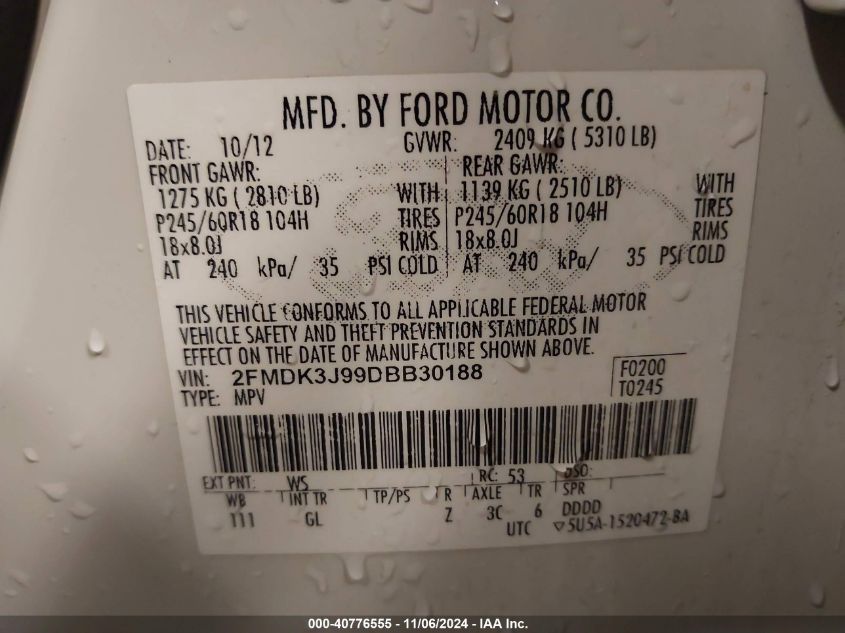 MFD. BY FORD MOTOR CO.
DATE: 10/12 GVWR: 2409 KG ( 5310 LB)
FRONT GAWR: REAR GAWR:
1275 KG ( 2810 LB) WITH 1139 KG ( 2510 LB) WITH
P245/60R18 104H TIRES P245/60R18 104H TIRES
18x8.0J RIMS 18x8.0J RIMS
AT 240 kPa/ 35 PSI COLD AT 240 kPa/ 35 PSI COLD
THIS VEHICLE CONFORMS TO ALL APPLICABLE FEDERAL MOTOR
VEHICLE SAFETY AND THEFT PREVENTION STANDARDS IN
EFFECT ON THE DATE OF MANUFACTURE SHOWN ABOVE.
VIN: 2FMDK3J99DBB30188 F0200
TYPE: MPV T0245
EXT PNT: WS RC: 53 DSO:
WB INT TR TP/PS R AXLE TR SPR
T11 GL Z 3C 6 DDDD
UTC ▽5U5A-1520472-BA
000-40776555 - 11/06/2024 - IAA Inc.